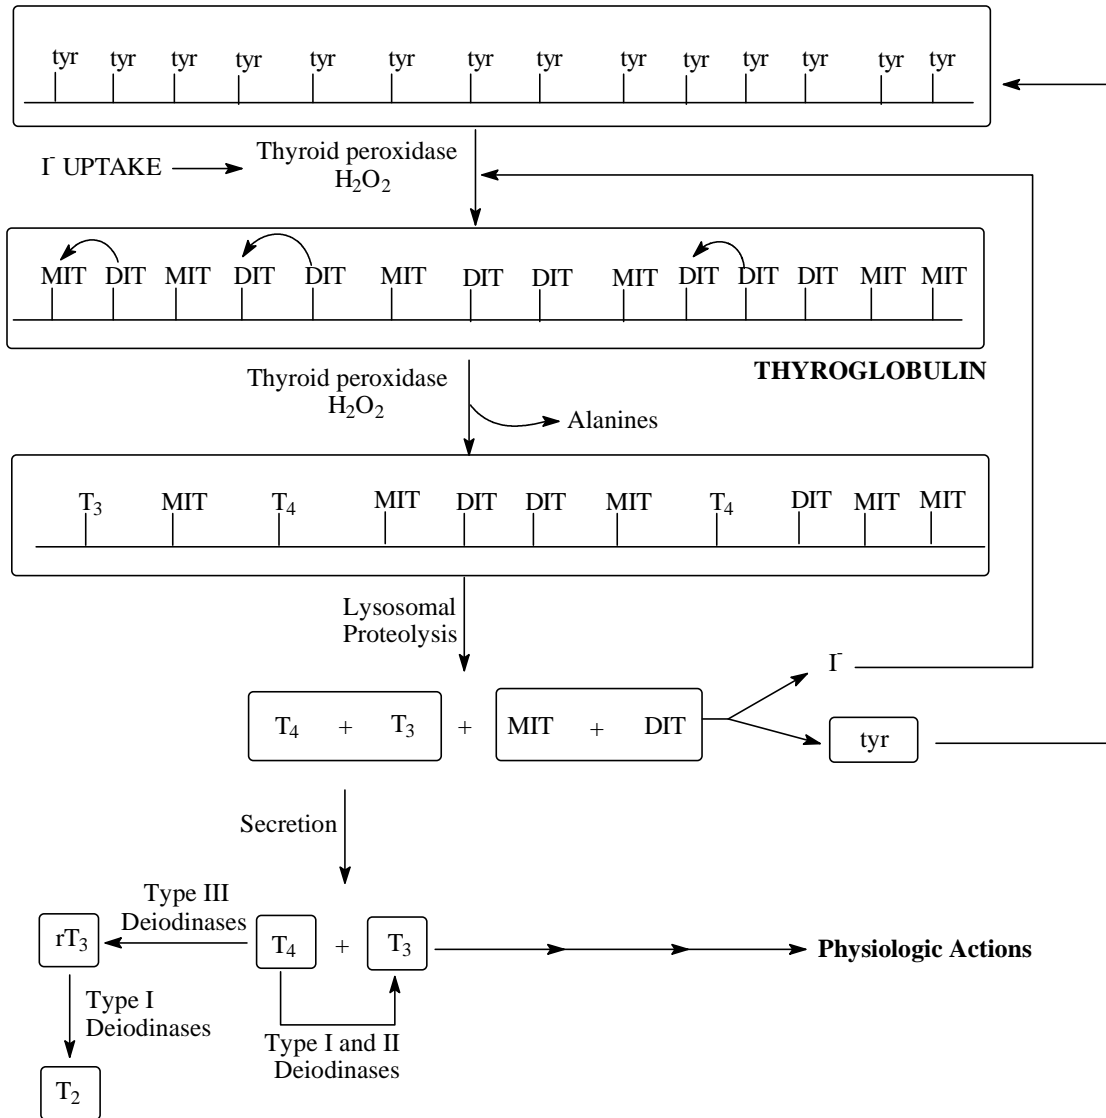 tyr tyr tyr tyr tyr tyr tyr tyr tyr tyr tyr tyr tyr tyr
I⁻ UPTAKE
Thyroid peroxidase
H₂O₂
MIT DIT MIT DIT DIT MIT DIT DIT MIT DIT DIT DIT MIT MIT
THYROGLOBULIN
Thyroid peroxidase
H₂O₂
Alanines
T₃ MIT T₄ MIT DIT DIT MIT T₄ DIT MIT MIT
Lysosomal
Proteolysis
I⁻
T₄ + T₃ + MIT + DIT
tyr
Secretion
Type III
Deiodinases
rT₃
T₄ + T₃
Physiologic Actions
Type I
Deiodinases
Type I and II
Deiodinases
T₂